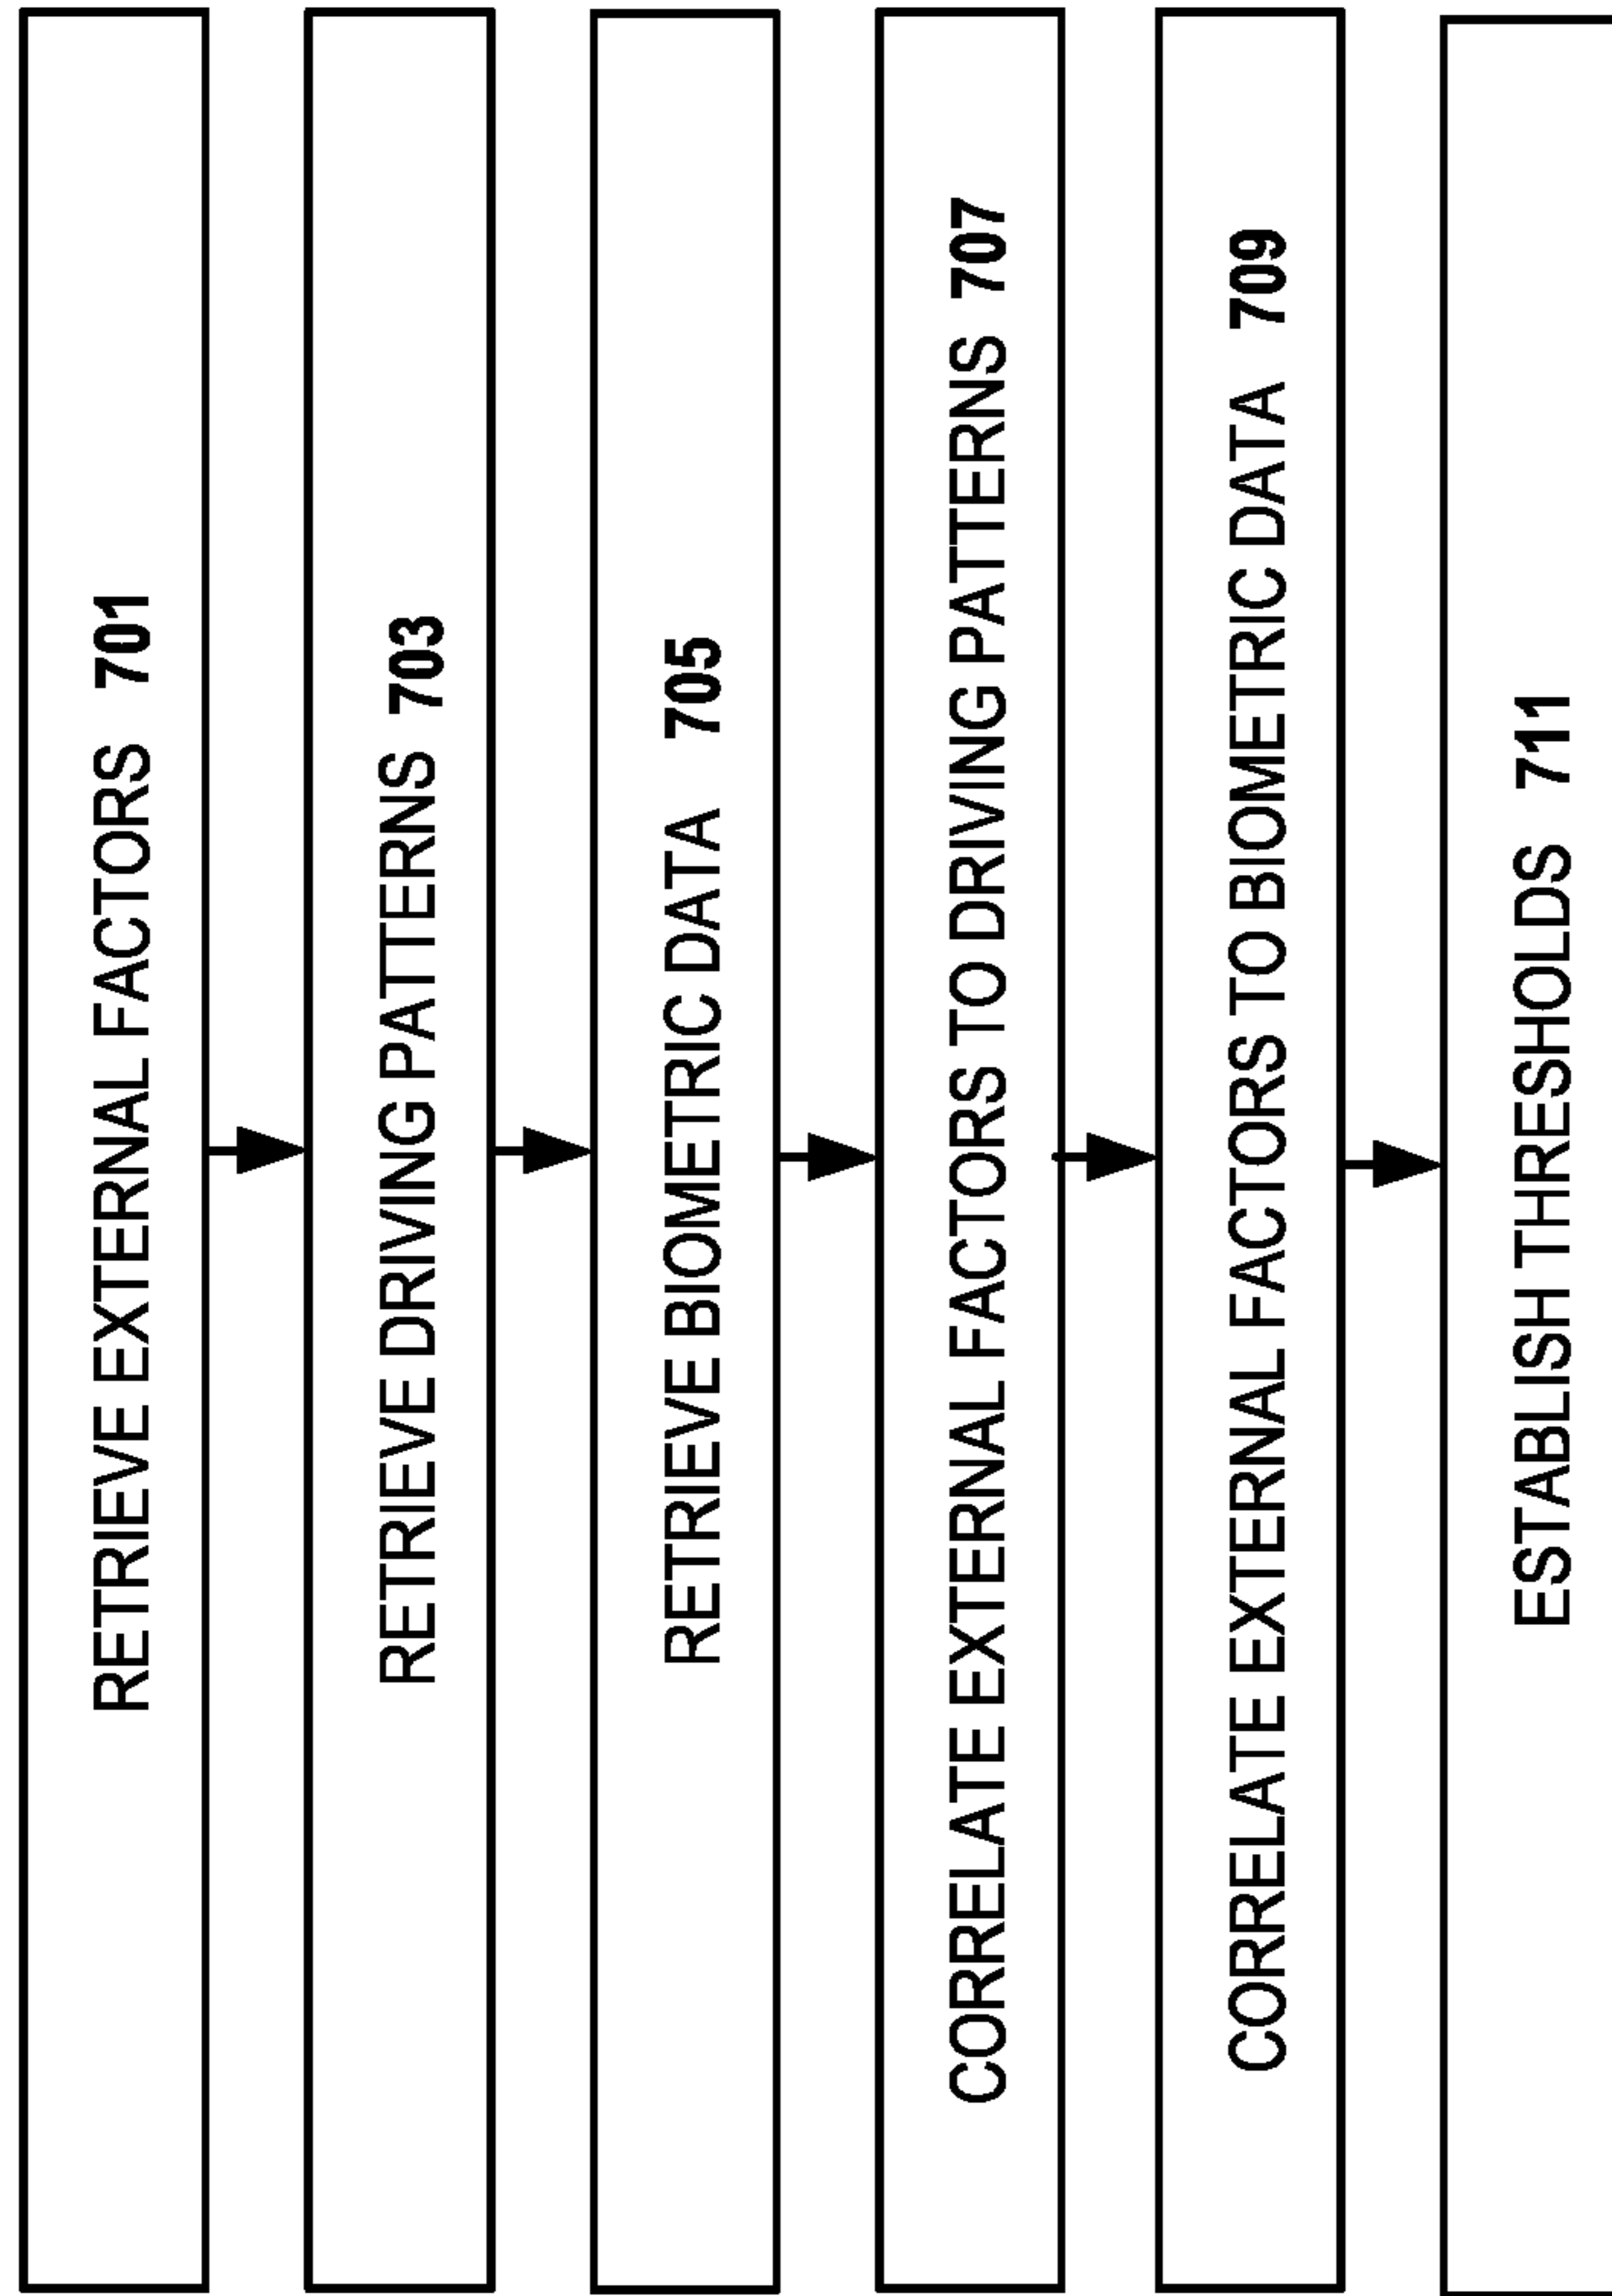 RETRIEVE EXTERNAL FACTORS 701
RETRIEVE DRIVING PATTERNS 703
RETRIEVE BIOMETRIC DATA 705
CORRELATE EXTERNAL FACTORS TO DRIVING PATTERNS 707
CORRELATE EXTERNAL FACTORS TO BIOMETRIC DATA 709
ESTABLISH THRESHOLDS 711